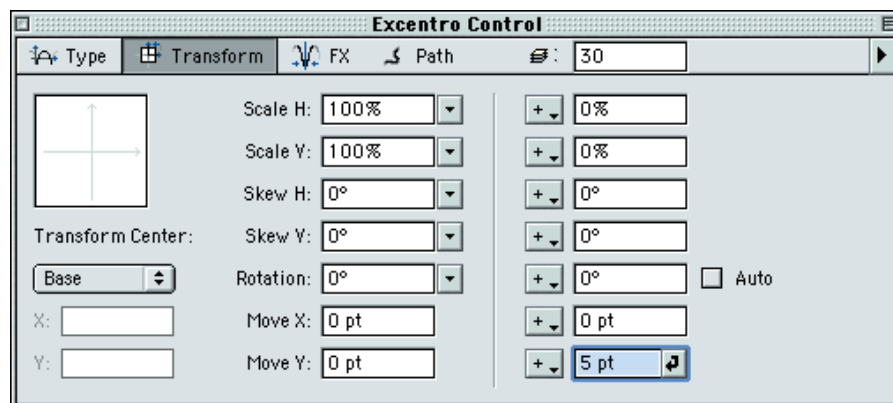 Excentro Control
Type Transform FX Path : 30
Scale H: 100% + 0%
Scale V: 100% + 0%
Skew H: 0° + 0°
Transform Center: Skew V: 0° + 0°
Base Rotation: 0° + 0° Auto
X: Move X: 0 pt + 0 pt
Y: Move Y: 0 pt + 5 pt